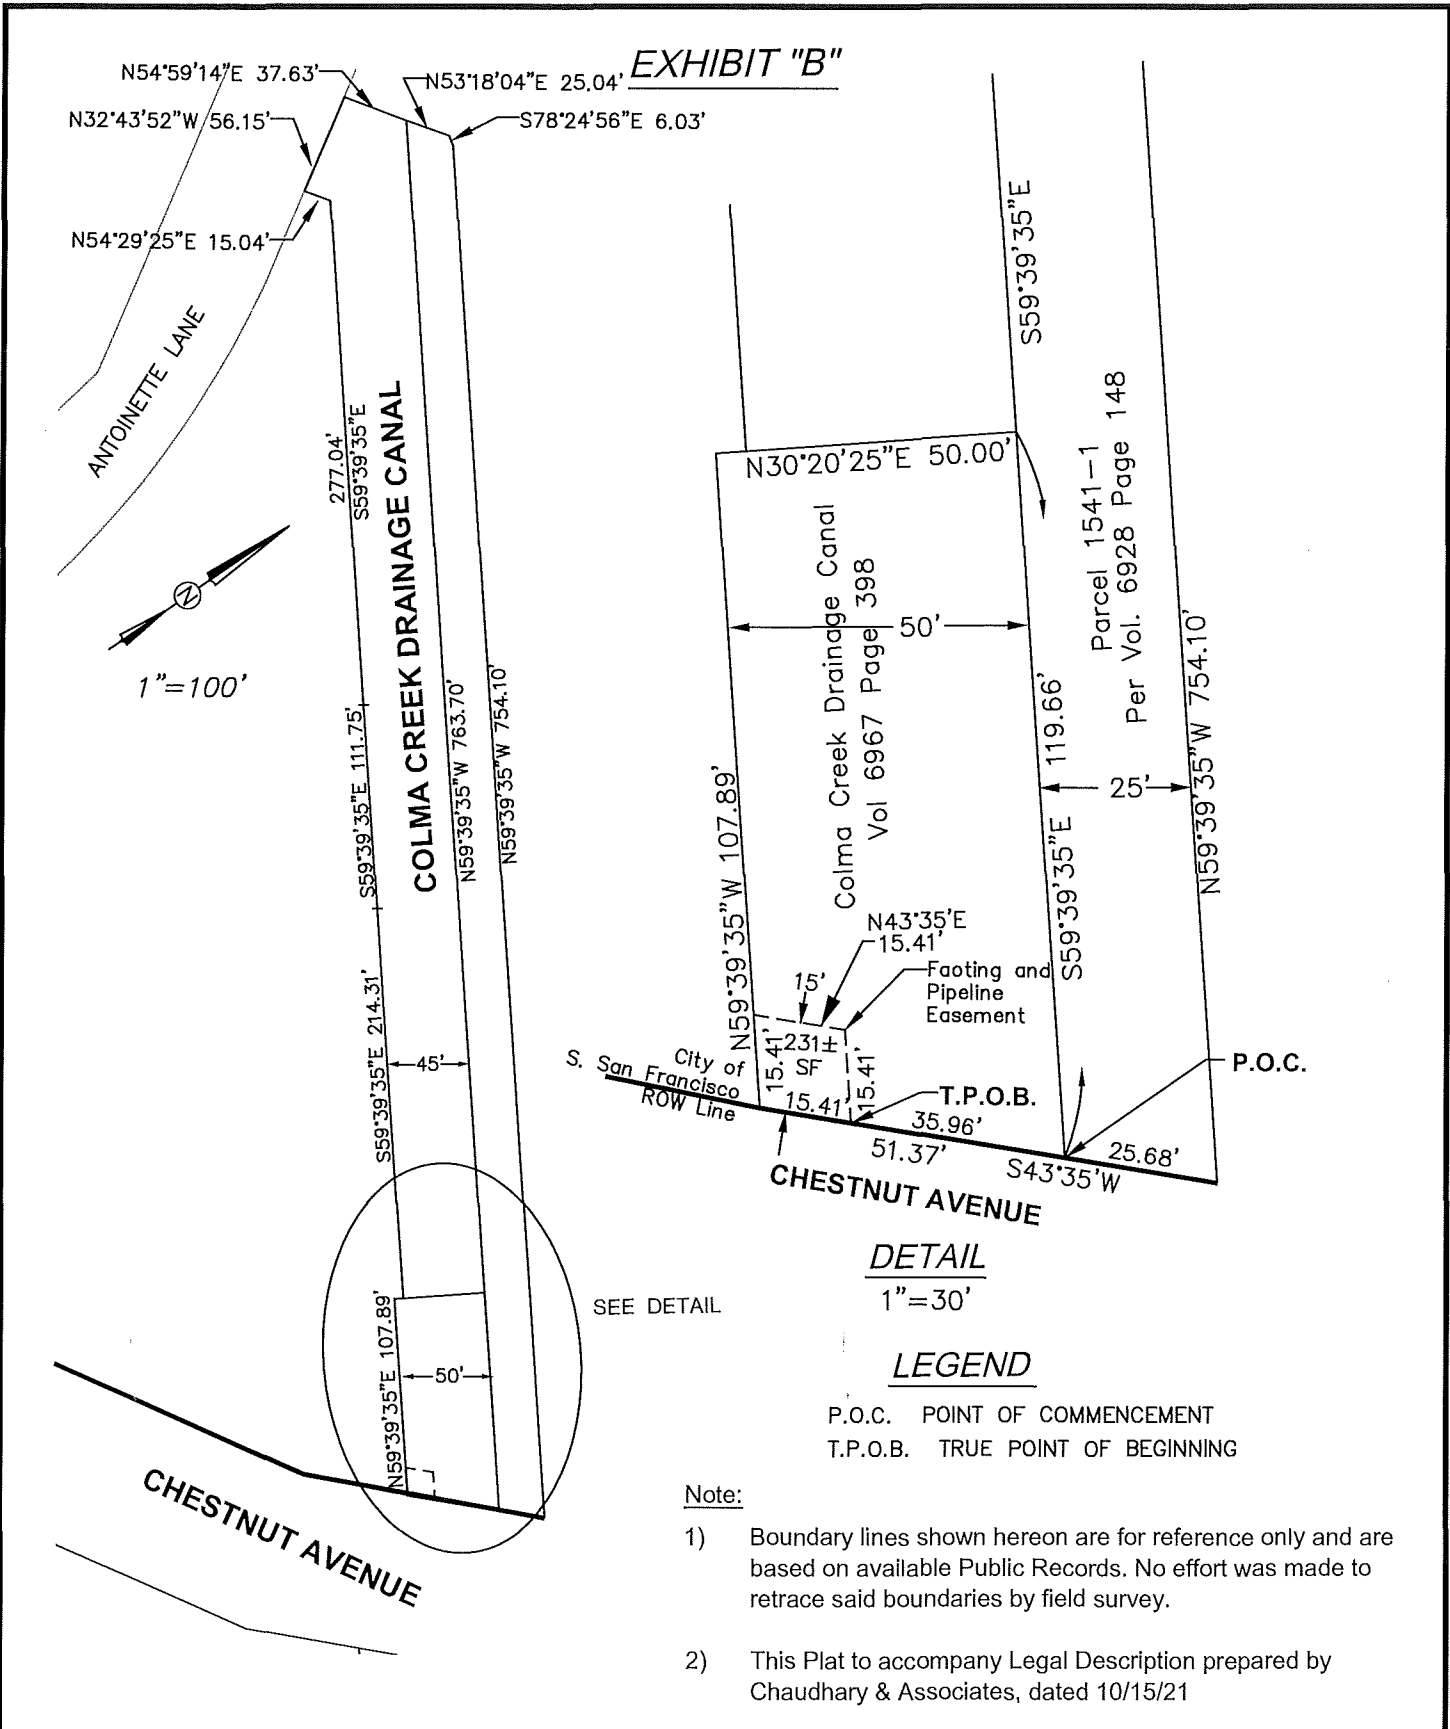 EXHIBIT "B"
N54°59'14"E 37.63'
N53°18'04"E 25.04'
N32°43'52"W 56.15'
S78°24'56"E 6.03'
N54°29'25"E 15.04'
ANTOINETTE LANE
277.04'
S59°39'35"E
COLMA CREEK DRAINAGE CANAL
N
1"=100'
S59°39'35"E 111.75'
N59°39'35"W 763.70'
N59°39'35"W 754.10'
S59°39'35"E 214.31'
45'
SEE DETAIL
N59°39'35"E 107.89'
50'
CHESTNUT AVENUE
S59°39'35"E
N30°20'25"E 50.00'
Parcel 1541-1
Per Vol. 6928 Page 148
Colma Creek Drainage Canal
Vol 6967 Page 398
50'
119.66'
S59°39'35"E
25'
N59°39'35"W 754.10'
N59°39'35"W 107.89'
N43°35'E
15.41'
15'
Footing and
Pipeline
Easement
231±
SF
15.41'
15.41'
15.41'
City of
S. San Francisco
ROW Line
T.P.O.B.
P.O.C.
35.96'
51.37'
25.68'
S43°35'W
CHESTNUT AVENUE
DETAIL
1"=30'
LEGEND
P.O.C. POINT OF COMMENCEMENT
T.P.O.B. TRUE POINT OF BEGINNING
Note:
1) Boundary lines shown hereon are for reference only and are
based on available Public Records. No effort was made to
retrace said boundaries by field survey.
2) This Plat to accompany Legal Description prepared by
Chaudhary & Associates, dated 10/15/21